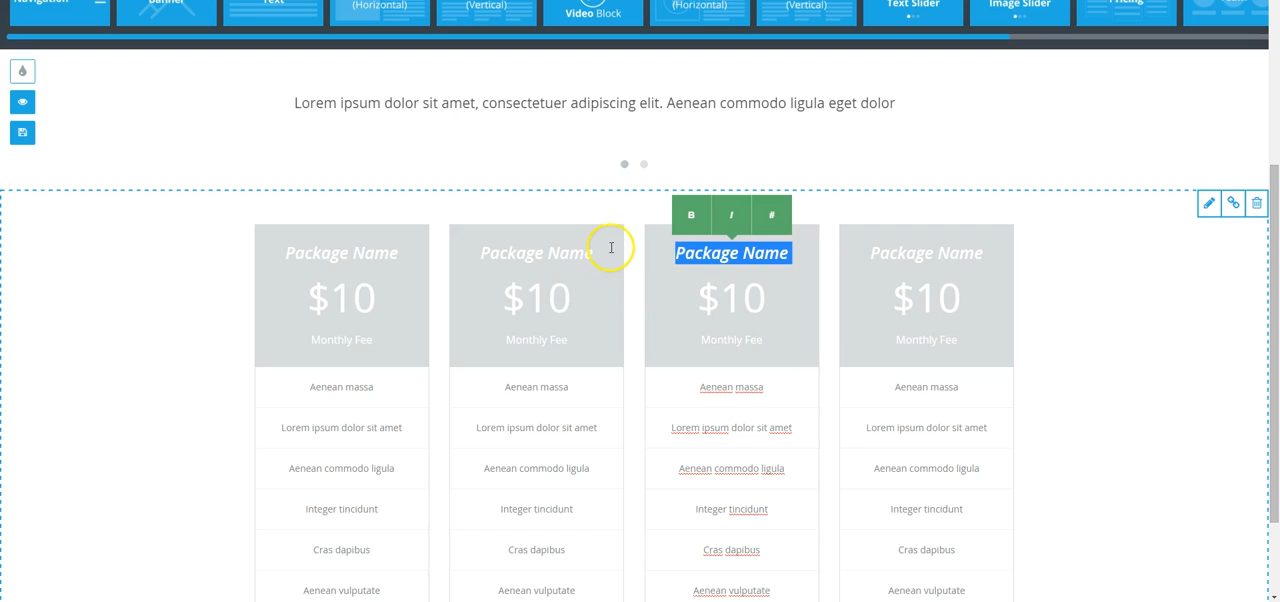 Navigation
Banner
Text
(Horizontal)
(Vertical)
Video Block
(Horizontal)
(Vertical)
Text Slider
Image Slider
Pricing
Lorem ipsum dolor sit amet, consectetuer adipiscing elit. Aenean commodo ligula eget dolor
B I #
Package Name Package Name Package Name Package Name
$10 $10 $10 $10
Monthly Fee Monthly Fee Monthly Fee Monthly Fee
Aenean massa Aenean massa Aenean massa Aenean massa
Lorem ipsum dolor sit amet Lorem ipsum dolor sit amet Lorem ipsum dolor sit amet Lorem ipsum dolor sit amet
Aenean commodo ligula Aenean commodo ligula Aenean commodo ligula Aenean commodo ligula
Integer tincidunt Integer tincidunt Integer tincidunt Integer tincidunt
Cras dapibus Cras dapibus Cras dapibus Cras dapibus
Aenean vulputate Aenean vulputate Aenean vulputate Aenean vulputate